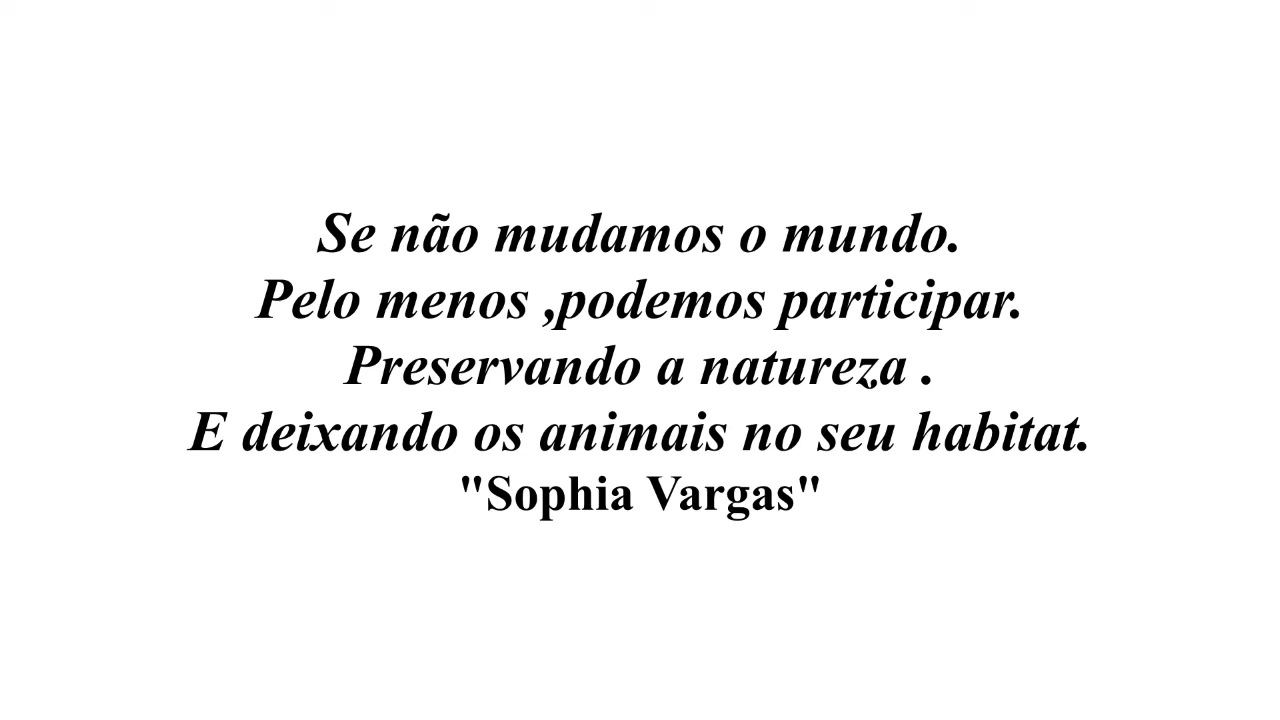 Se não mudamos o mundo.
Pelo menos ,podemos participar.
Preservando a natureza .
E deixando os animais no seu habitat.
"Sophia Vargas"